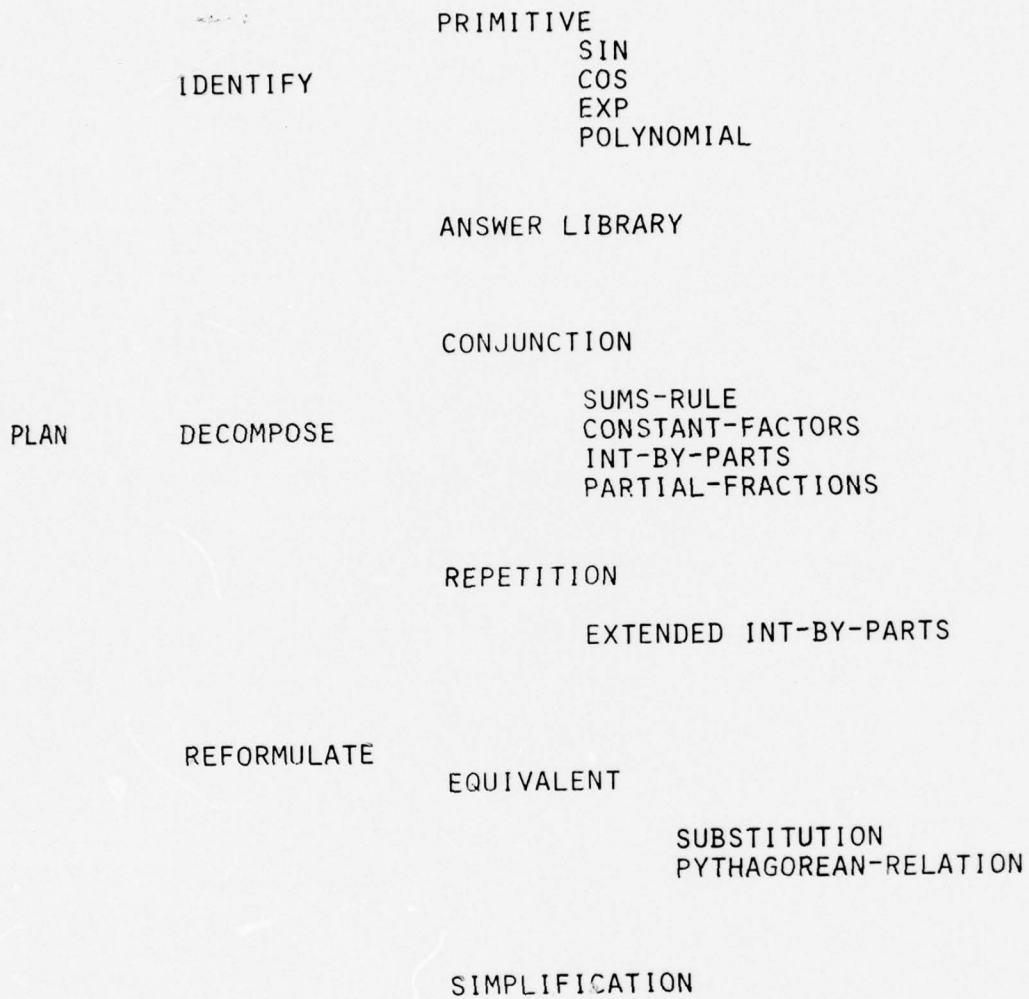 PRIMITIVE
SIN
IDENTIFY COS
EXP
POLYNOMIAL
ANSWER LIBRARY
CONJUNCTION
SUMS-RULE
PLAN DECOMPOSE CONSTANT-FACTORS
INT-BY-PARTS
PARTIAL-FRACTIONS
REPETITION
EXTENDED INT-BY-PARTS
REFORMULATE
EQUIVALENT
SUBSTITUTION
PYTHAGOREAN-RELATION
SIMPLIFICATION